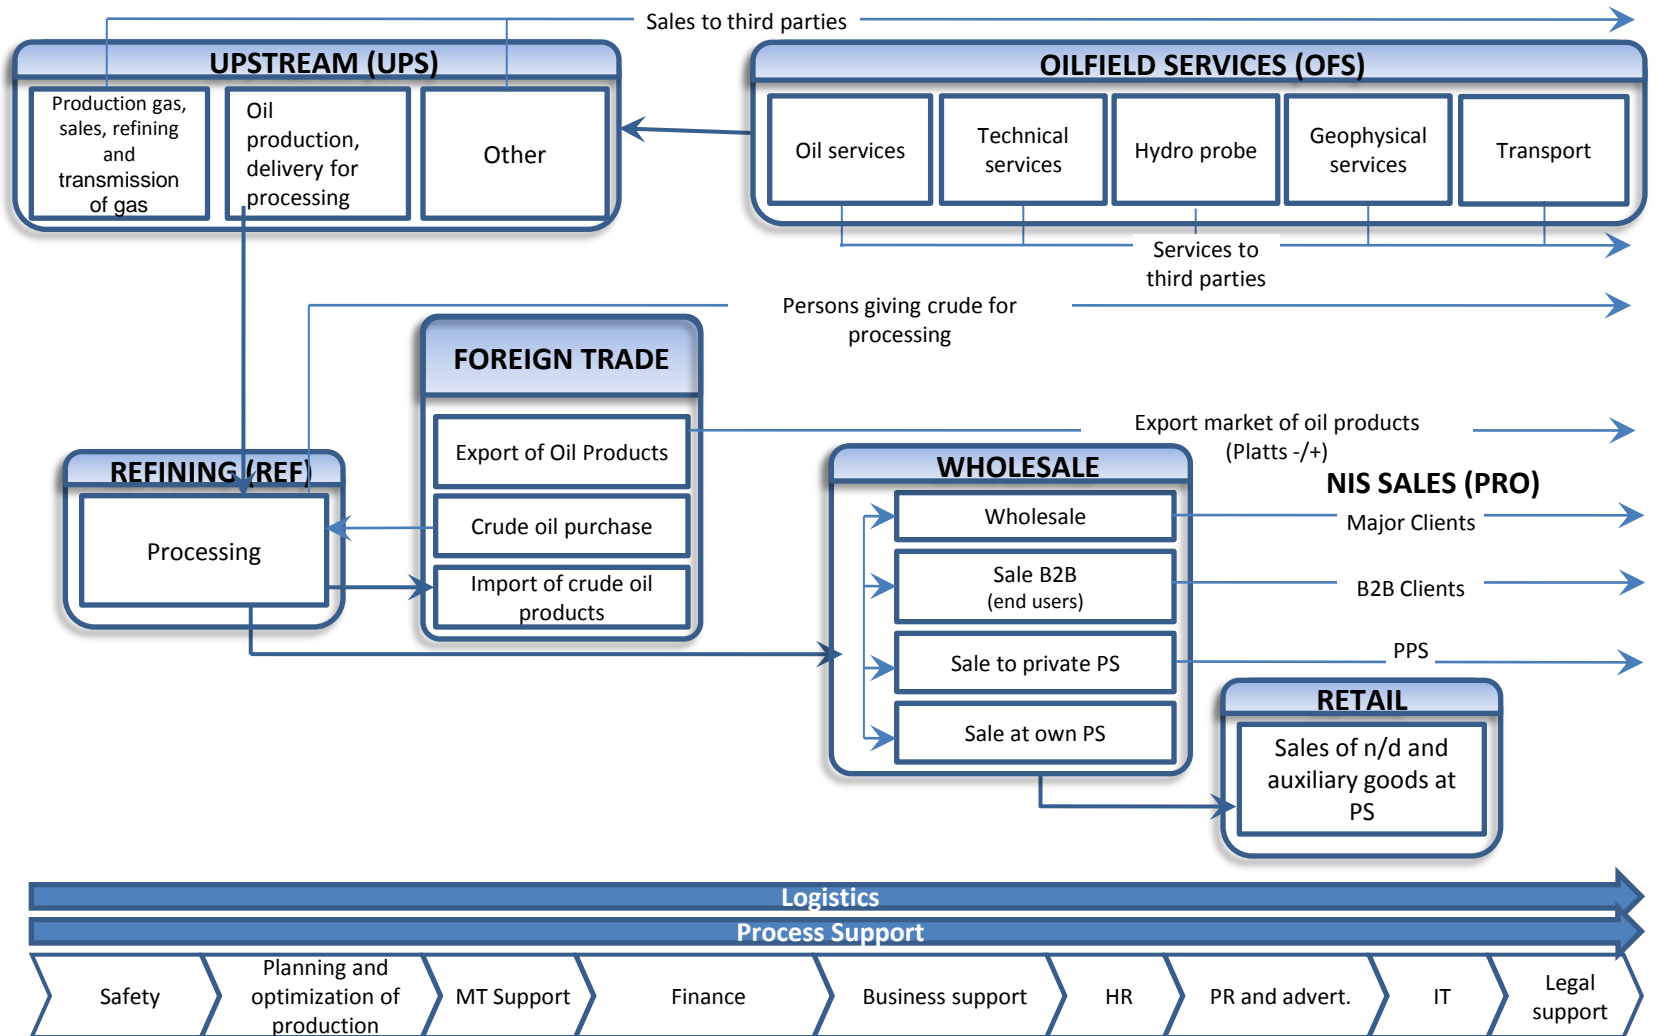 Sales to third parties
UPSTREAM (UPS)
Production gas,
sales, refining
and
transmission
of gas
Oil
production,
delivery for
processing
Other
OILFIELD SERVICES (OFS)
Oil services
Technical
services
Hydro probe
Geophysical
services
Transport
Services to
third parties
Persons giving crude for
processing
FOREIGN TRADE
Export of Oil Products
Crude oil purchase
Import of crude oil
products
Export market of oil products
(Platts -/+)
REFINING (REF)
Processing
WHOLESALE
Wholesale
Sale B2B
(end users)
Sale to private PS
Sale at own PS
NIS SALES (PRO)
Major Clients
B2B Clients
PPS
RETAIL
Sales of n/d and
auxiliary goods at
PS
Logistics
Process Support
Safety
Planning and
optimization of
production
MT Support
Finance
Business support
HR
PR and advert.
IT
Legal
support